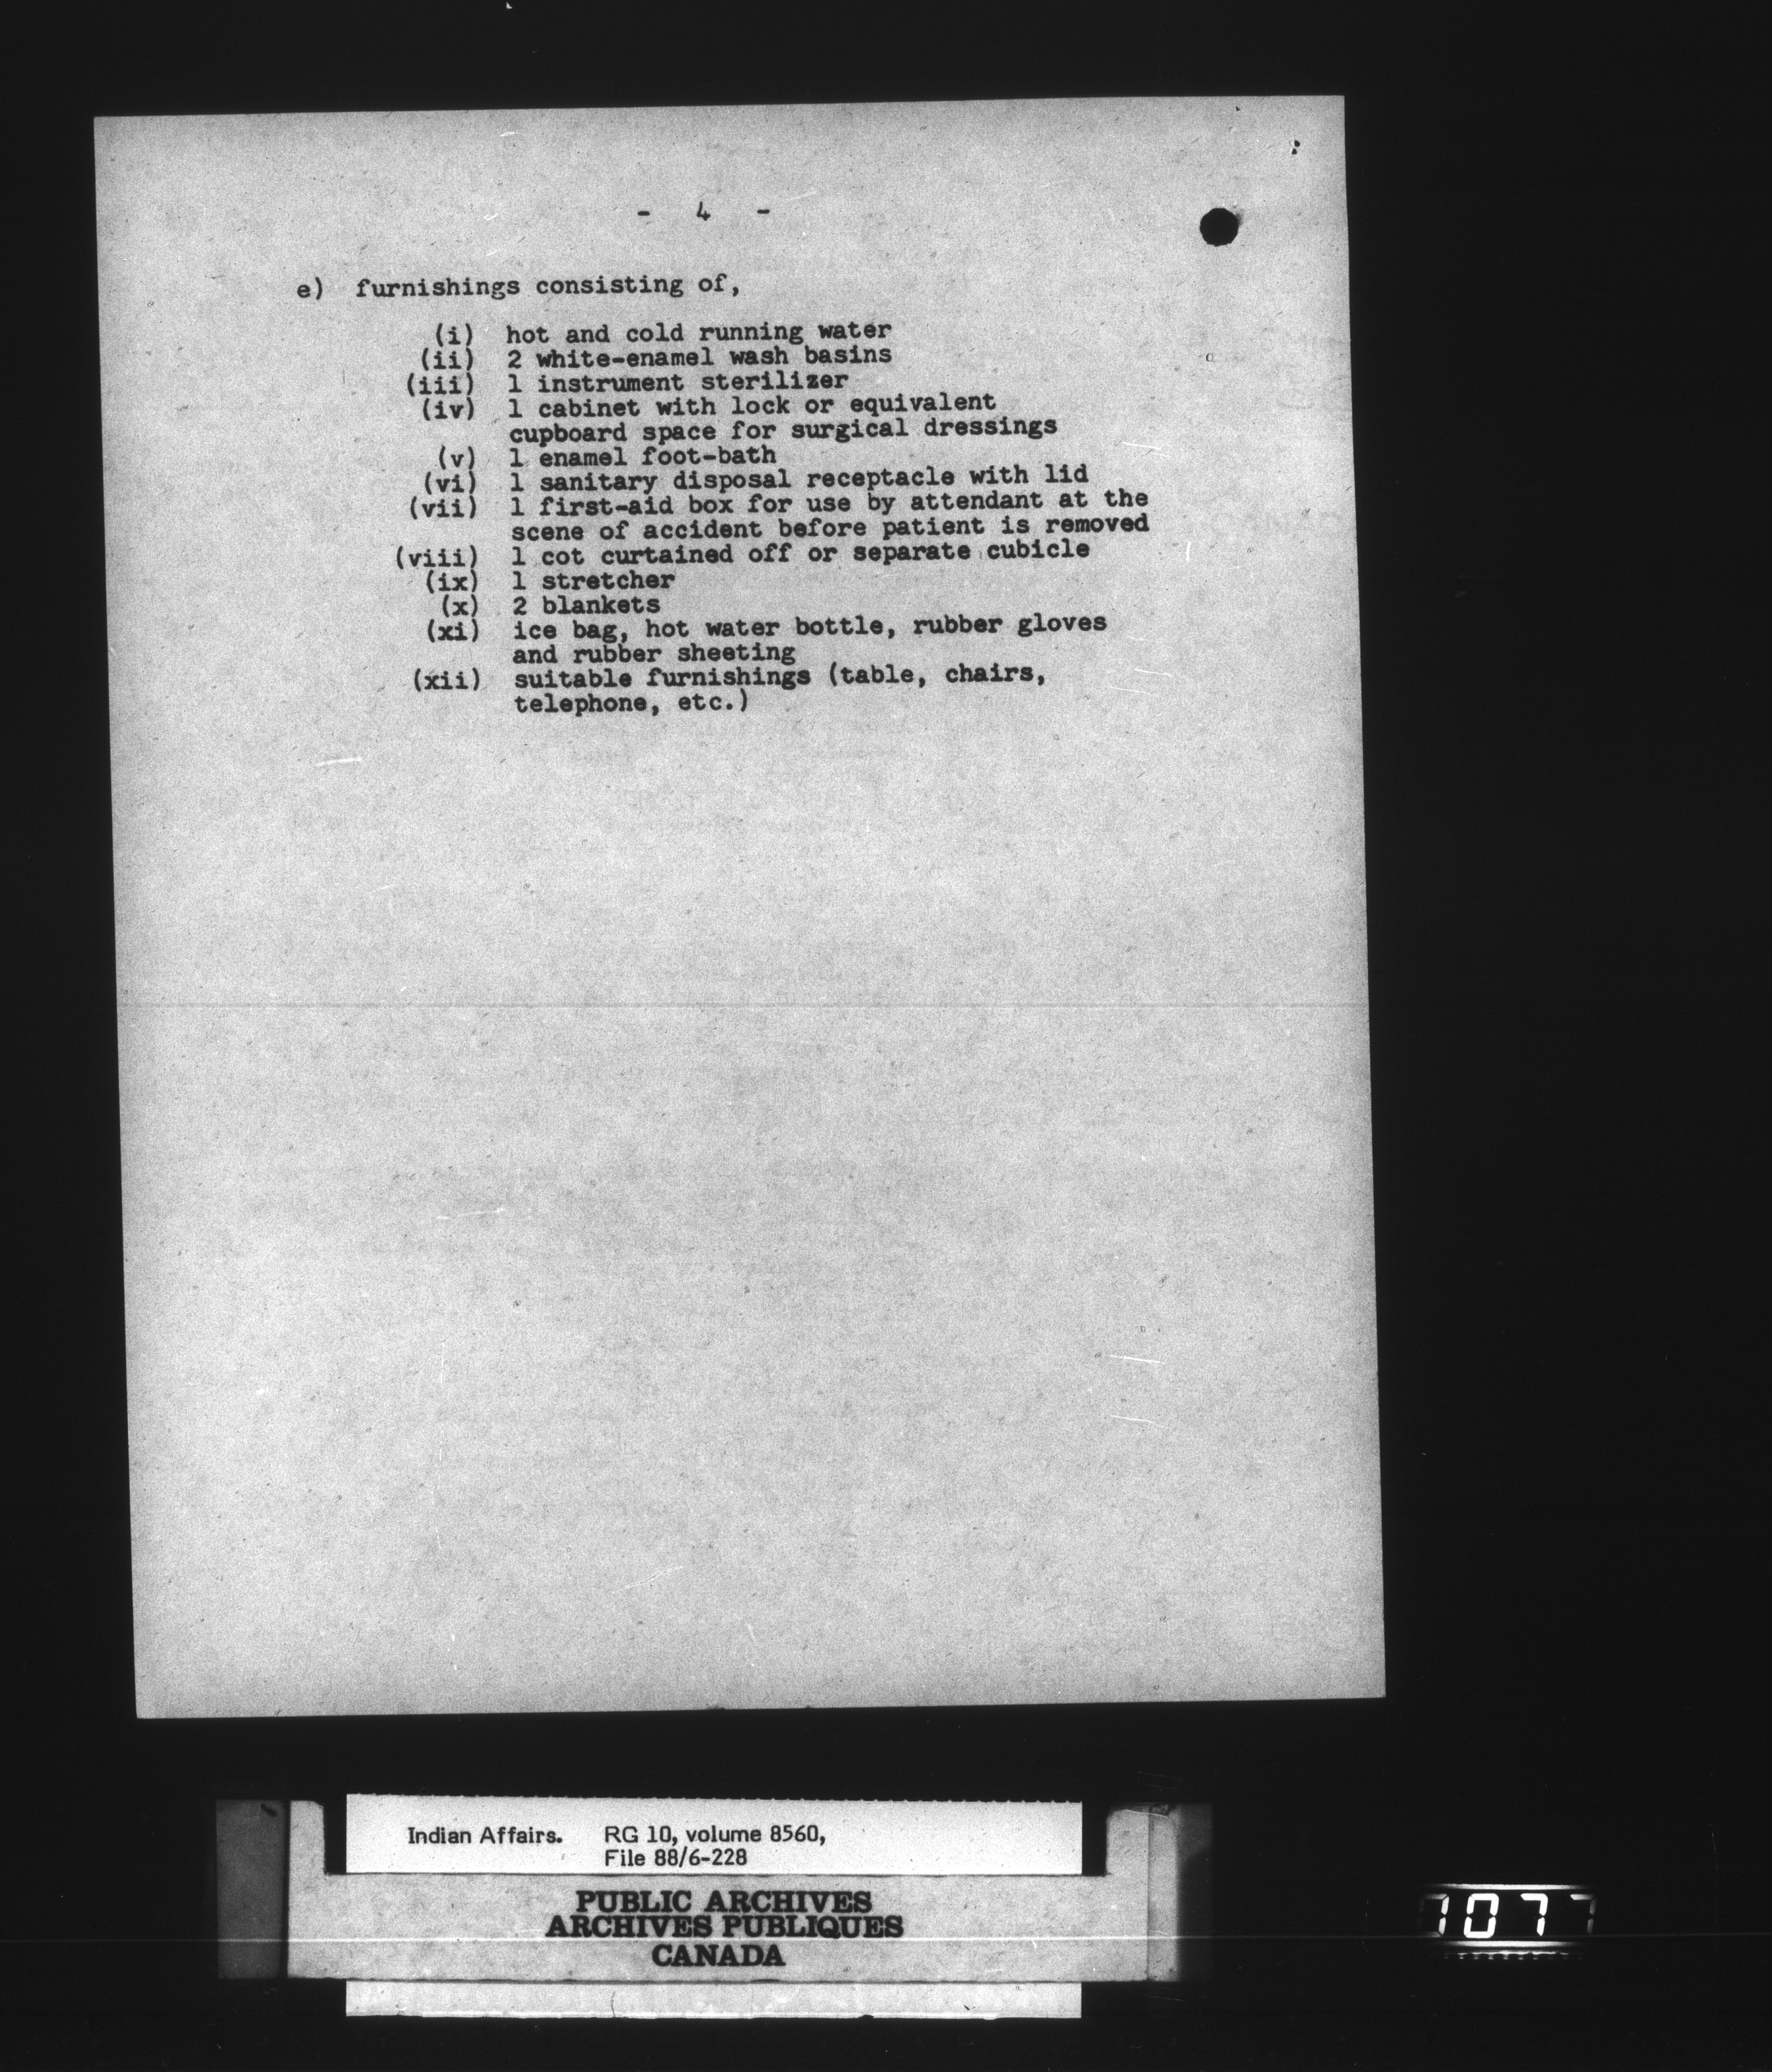 - 4 -
e) furnishings consisting of,
(i) hot and cold running water
(ii) 2 white-enamel wash basins
(iii) 1 instrument sterilizer
(iv) 1 cabinet with lock or equivalent
cupboard space for surgical dressings
(v) 1 enamel foot-bath
(vi) 1 sanitary disposal receptacle with lid
(vii) 1 first-aid box for use by attendant at the
scene of accident before patient is removed
(viii) 1 cot curtained off or separate cubicle
(ix) 1 stretcher
(x) 2 blankets
(xi) ice bag, hot water bottle, rubber gloves
and rubber sheeting
(xii) suitable furnishings (table, chairs,
telephone, etc.)
Indian Affairs. RG 10, volume 8560,
File 88/6-228
PUBLIC ARCHIVES
ARCHIVES PUBLIQUES
CANADA
1077